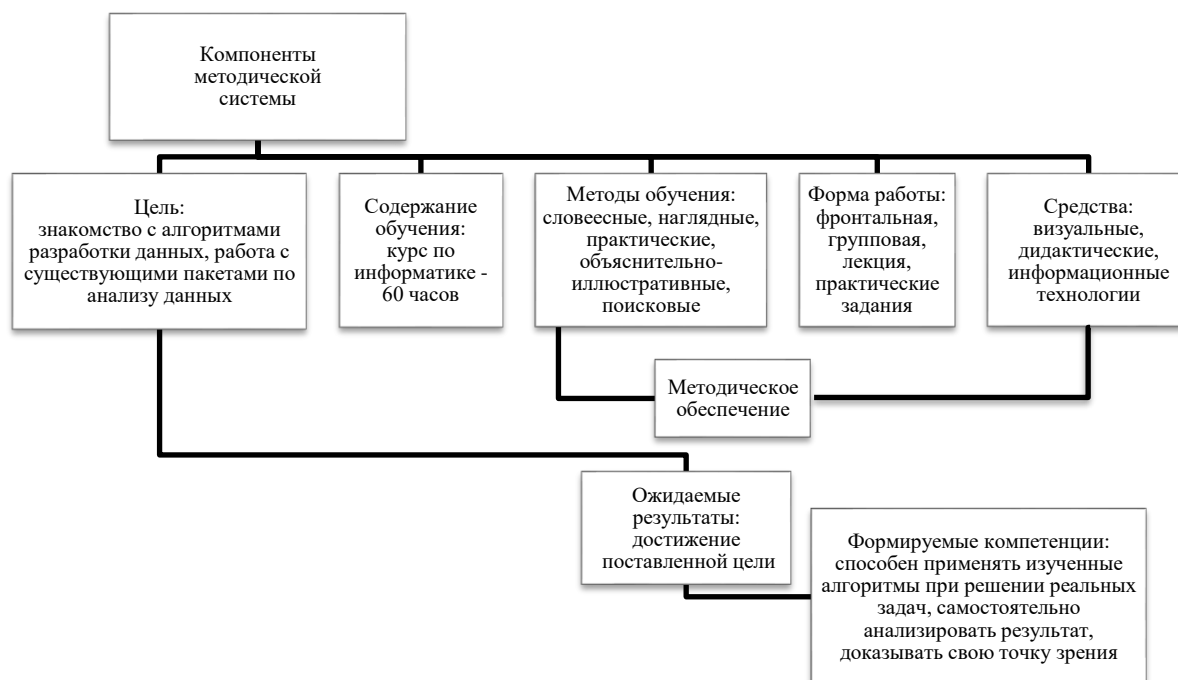 Компоненты
методической
системы
Цель:
знакомство с алгоритмами
разработки данных, работа с
существующими пакетами по
анализу данных
Содержание
обучения:
курс по
информатике -
60 часов
Методы обучения:
словеесные, наглядные,
практические,
объяснительно-
иллюстративные,
поисковые
Форма работы:
фронтальная,
групповая,
лекция,
практические
задания
Средства:
визуальные,
дидактические,
информационные
технологии
Методическое
обеспечение
Ожидаемые
результаты:
достижение
поставленной цели
Формируемые компетенции:
способен применять изученные
алгоритмы при решении реальных
задач, самостоятельно
анализировать результат,
доказывать свою точку зрения